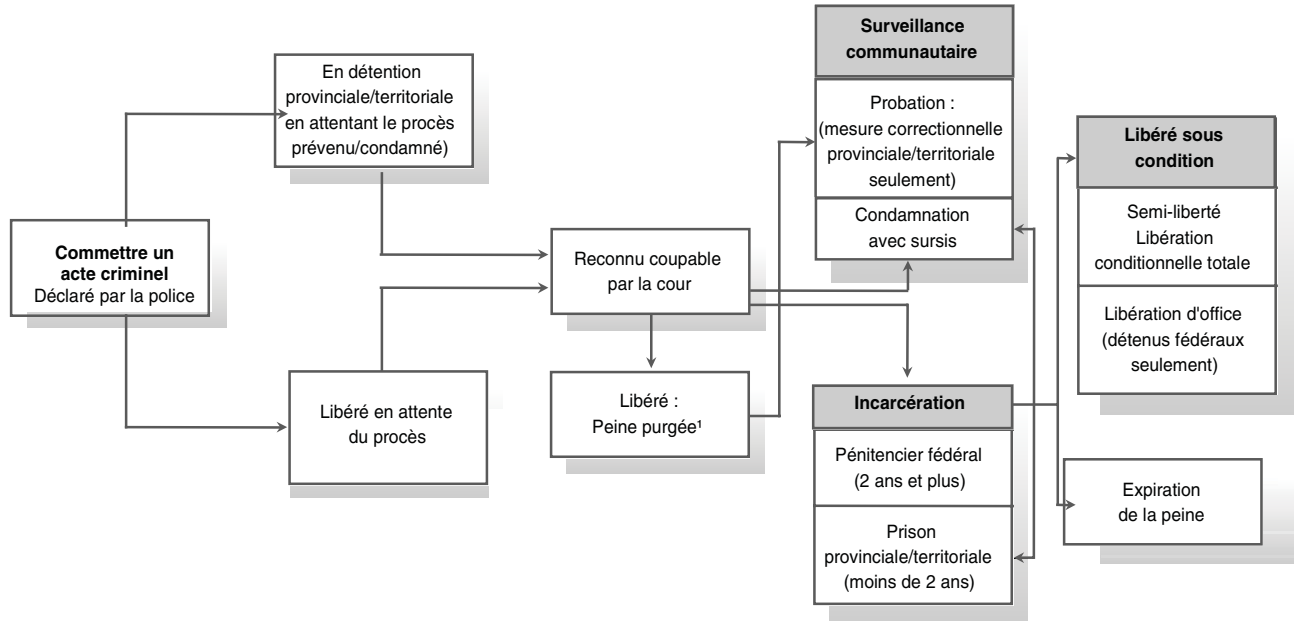 Commettre un
acte criminel
Déclaré par la police
En détention
provinciale/territoriale
en attentant le procès
prévenu/condamné)
Libéré en attente
du procès
Reconnu coupable
par la cour
Libéré :
Peine purgée¹
Surveillance
communautaire
Probation :
(mesure correctionnelle
provinciale/territoriale
seulement)
Condamnation
avec sursis
Incarcération
Pénitencier fédéral
(2 ans et plus)
Prison
provinciale/territoriale
(moins de 2 ans)
Libéré sous
condition
Semi-liberté
Libération
conditionnelle totale
Libération d'office
(détenus fédéraux
seulement)
Expiration
de la peine